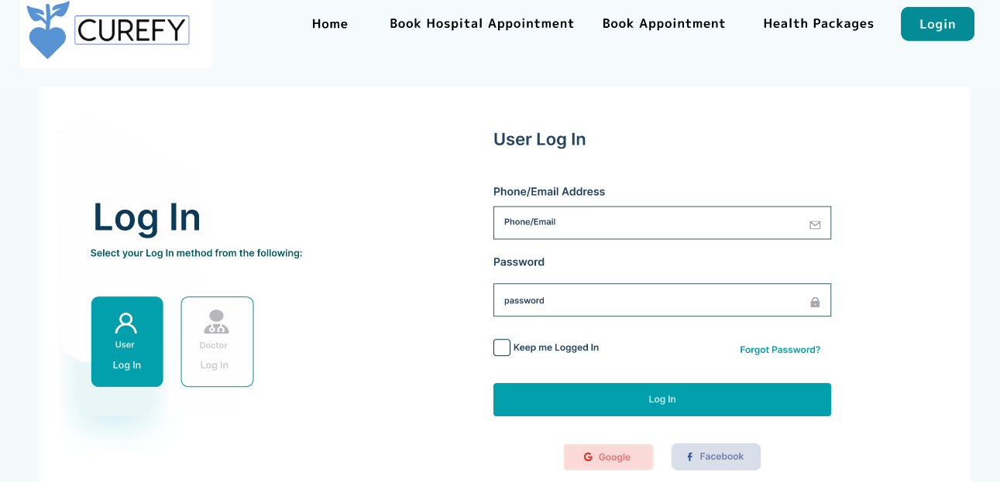 CUREFY
Home Book Hospital Appointment Book Appointment Health Packages Login
Log In
Select your Log In method from the following:
User
Log In
Doctor
Log In
User Log In
Phone/Email Address
Phone/Email
Password
password
Keep me Logged In Forgot Password?
Log In
Google Facebook